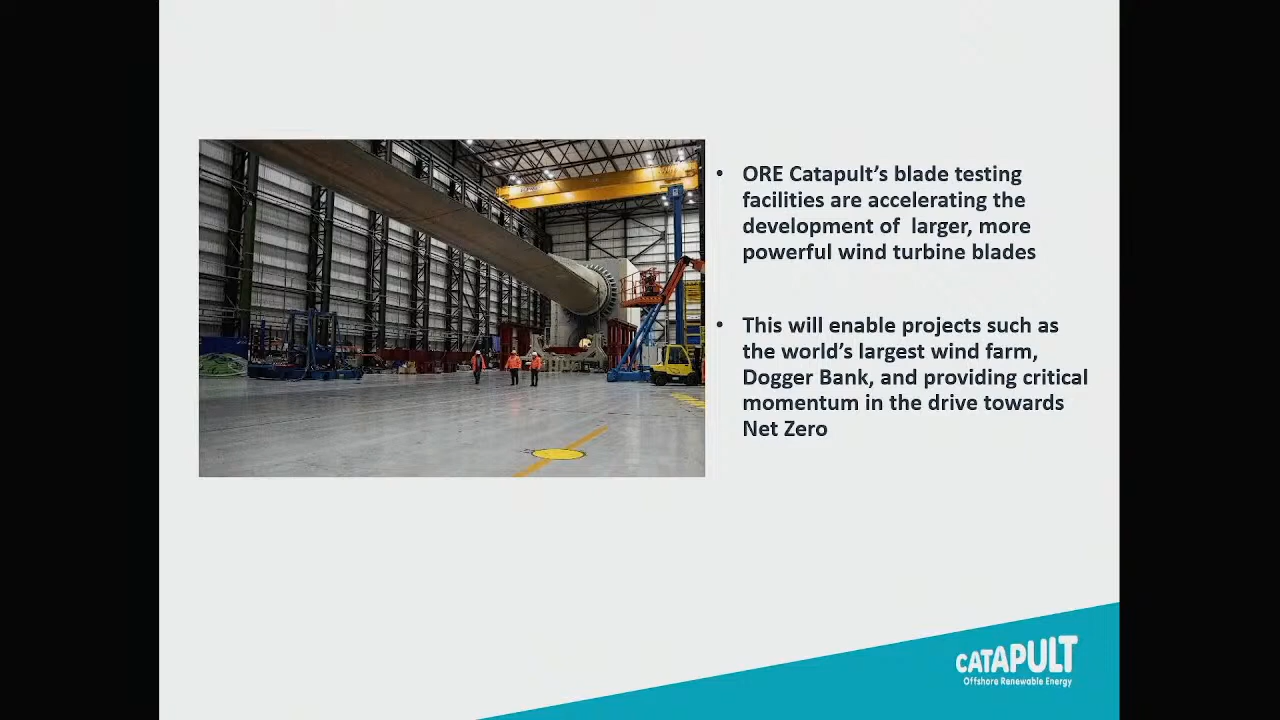 • ORE Catapult’s blade testing
facilities are accelerating the
development of  larger, more
powerful wind turbine blades
• This will enable projects such as
the world’s largest wind farm,
Dogger Bank, and providing critical
momentum in the drive towards
Net Zero
CATAPULT
Offshore Renewable Energy